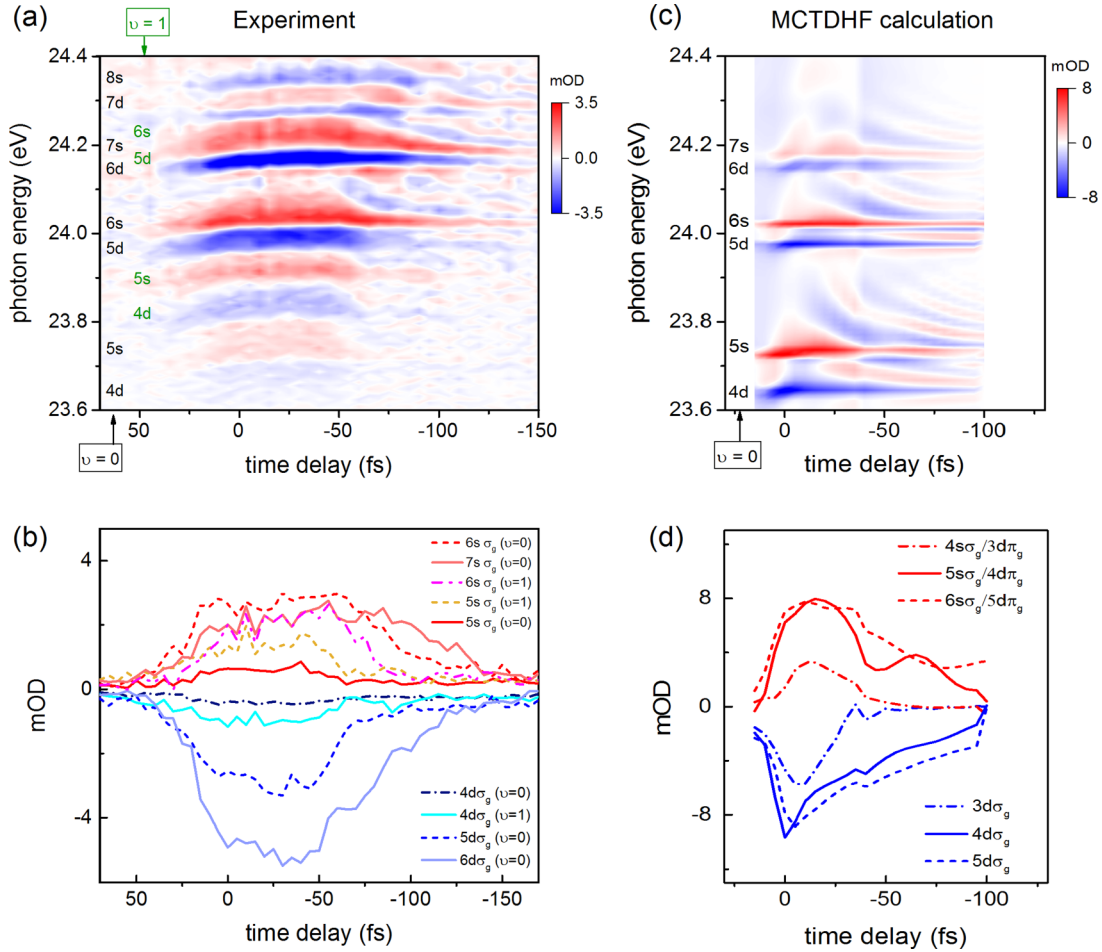 (a)
υ = 1
Experiment
24.4
24.2
24.0
23.8
23.6
photon energy (eV)
8s
7d
6s
7s
5d
6d
6s
5d
5s
4d
5s
4d
mOD
3.5
0.0
-3.5
50
0
-50
-100
-150
υ = 0
time delay (fs)
(c)
MCTDHF calculation
24.4
24.2
24.0
23.8
23.6
photon energy (eV)
7s
6d
6s
5d
5s
4d
mOD
8
0
-8
0
-50
-100
υ = 0
time delay (fs)
(b)
4
0
-4
mOD
6s σg (υ=0)
7s σg (υ=0)
6s σg (υ=1)
5s σg (υ=1)
5s σg (υ=0)
4dσg (υ=0)
4dσg (υ=1)
5dσg (υ=0)
6dσg (υ=0)
50
0
-50
-100
-150
time delay (fs)
(d)
8
0
-8
mOD
4sσg/3dπg
5sσg/4dπg
6sσg/5dπg
3dσg
4dσg
5dσg
0
-50
-100
time delay (fs)